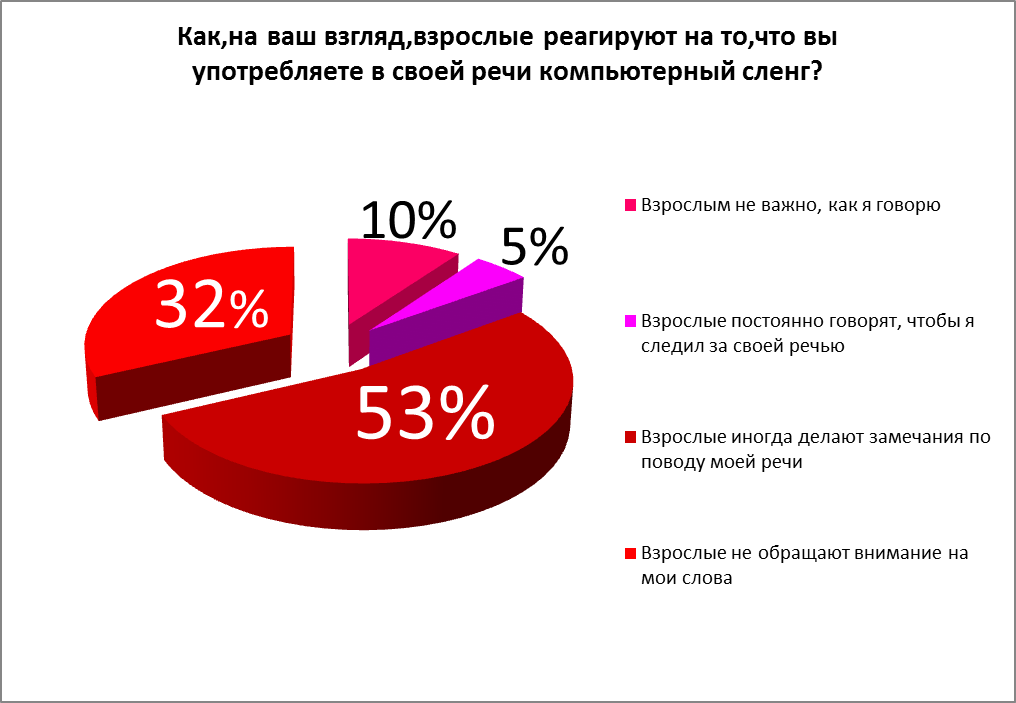 Как,на ваш взгляд,взрослые реагируют на то,что вы
употребляете в своей речи компьютерный сленг?
10%
5%
32%
53%
Взрослым не важно, как я говорю
Взрослые постоянно говорят, чтобы я
следил за своей речью
Взрослые иногда делают замечания по
поводу моей речи
Взрослые не обращают внимание на
мои слова